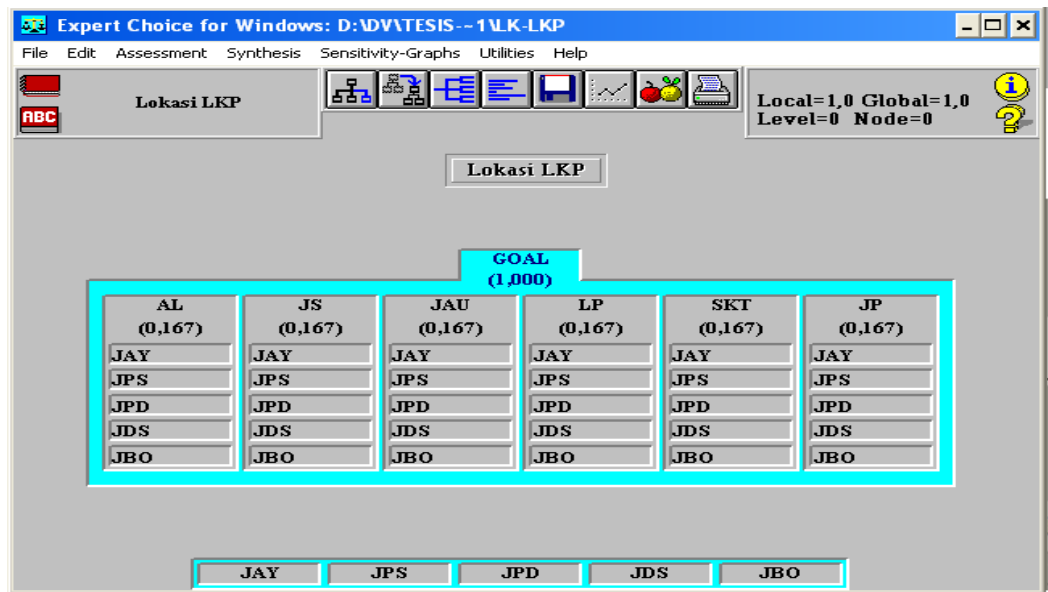 Expert Choice for Windows: D:\DV\TESIS-~1\LK-LKP
File Edit Assessment Synthesis Sensitivity-Graphs Utilities Help
ABC
Lokasi LKP
Local=1,0 Global=1,0
Level=0 Node=0
Lokasi LKP
GOAL
(1,000)
AL JS JAU LP SKT JP
(0,167) (0,167) (0,167) (0,167) (0,167) (0,167)
JAY JAY JAY JAY JAY JAY
JPS JPS JPS JPS JPS JPS
JPD JPD JPD JPD JPD JPD
JDS JDS JDS JDS JDS JDS
JBO JBO JBO JBO JBO JBO
JAY JPS JPD JDS JBO